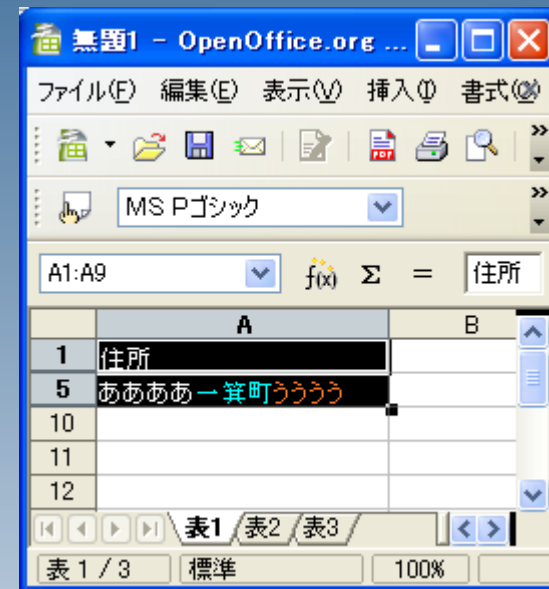 無題1 - OpenOffice.org ...
ファイル(F) 編集(E) 表示(V) 挿入(I) 書式(O)
PDF
MS Pゴシック
A1:A9 f(x) Σ = 住所
A B
1 住所
5 ああああ一箕町うううう
10
11
12
表1 表2 表3
表 1 / 3 標準 100%